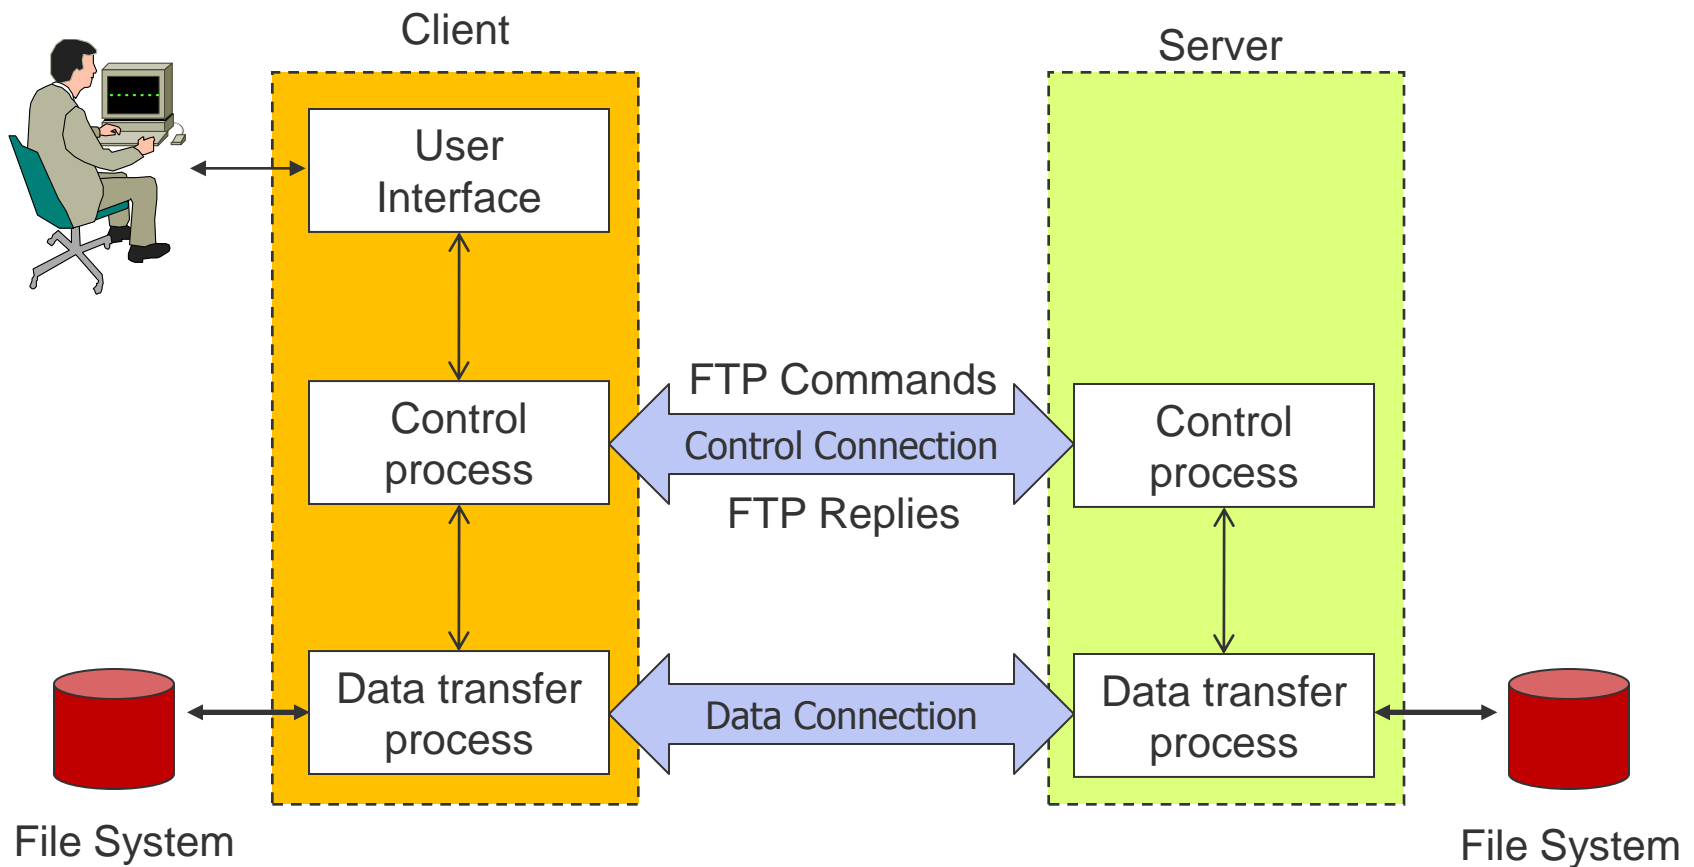 Client
Server
User
Interface
FTP Commands
Control
process
Control Connection
Control
process
FTP Replies
Data transfer
process
Data Connection
Data transfer
process
File System
File System